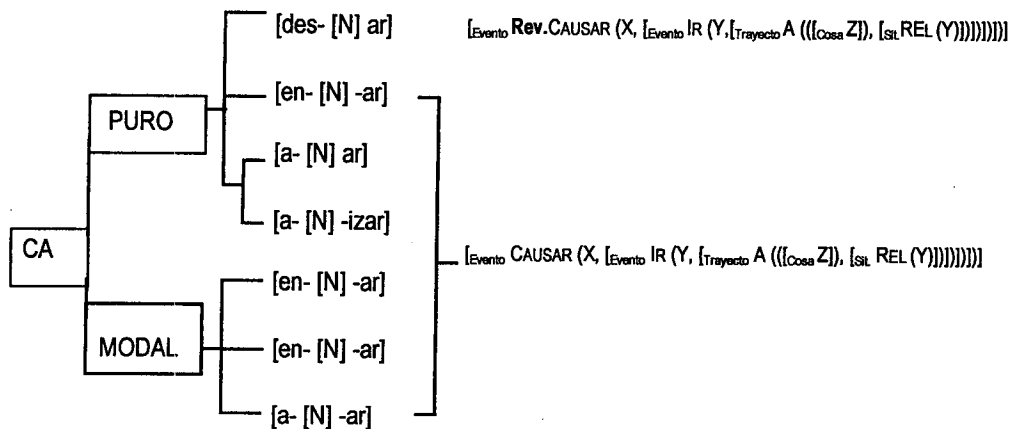 [des- [N] ar] [Evento Rev.CAUSAR (X, [Evento IR (Y,[Trayecto A (([Cosa Z]), [Sit. REL (Y)])])])])]
[en- [N] -ar]
PURO
[a- [N] ar]
[a- [N] -izar]
CA
[Evento CAUSAR (X, [Evento IR (Y, [Trayecto A (([Cosa Z]), [Sit. REL (Y)])])])])]
[en- [N] -ar]
MODAL
[en- [N] -ar]
[a- [N] -ar]